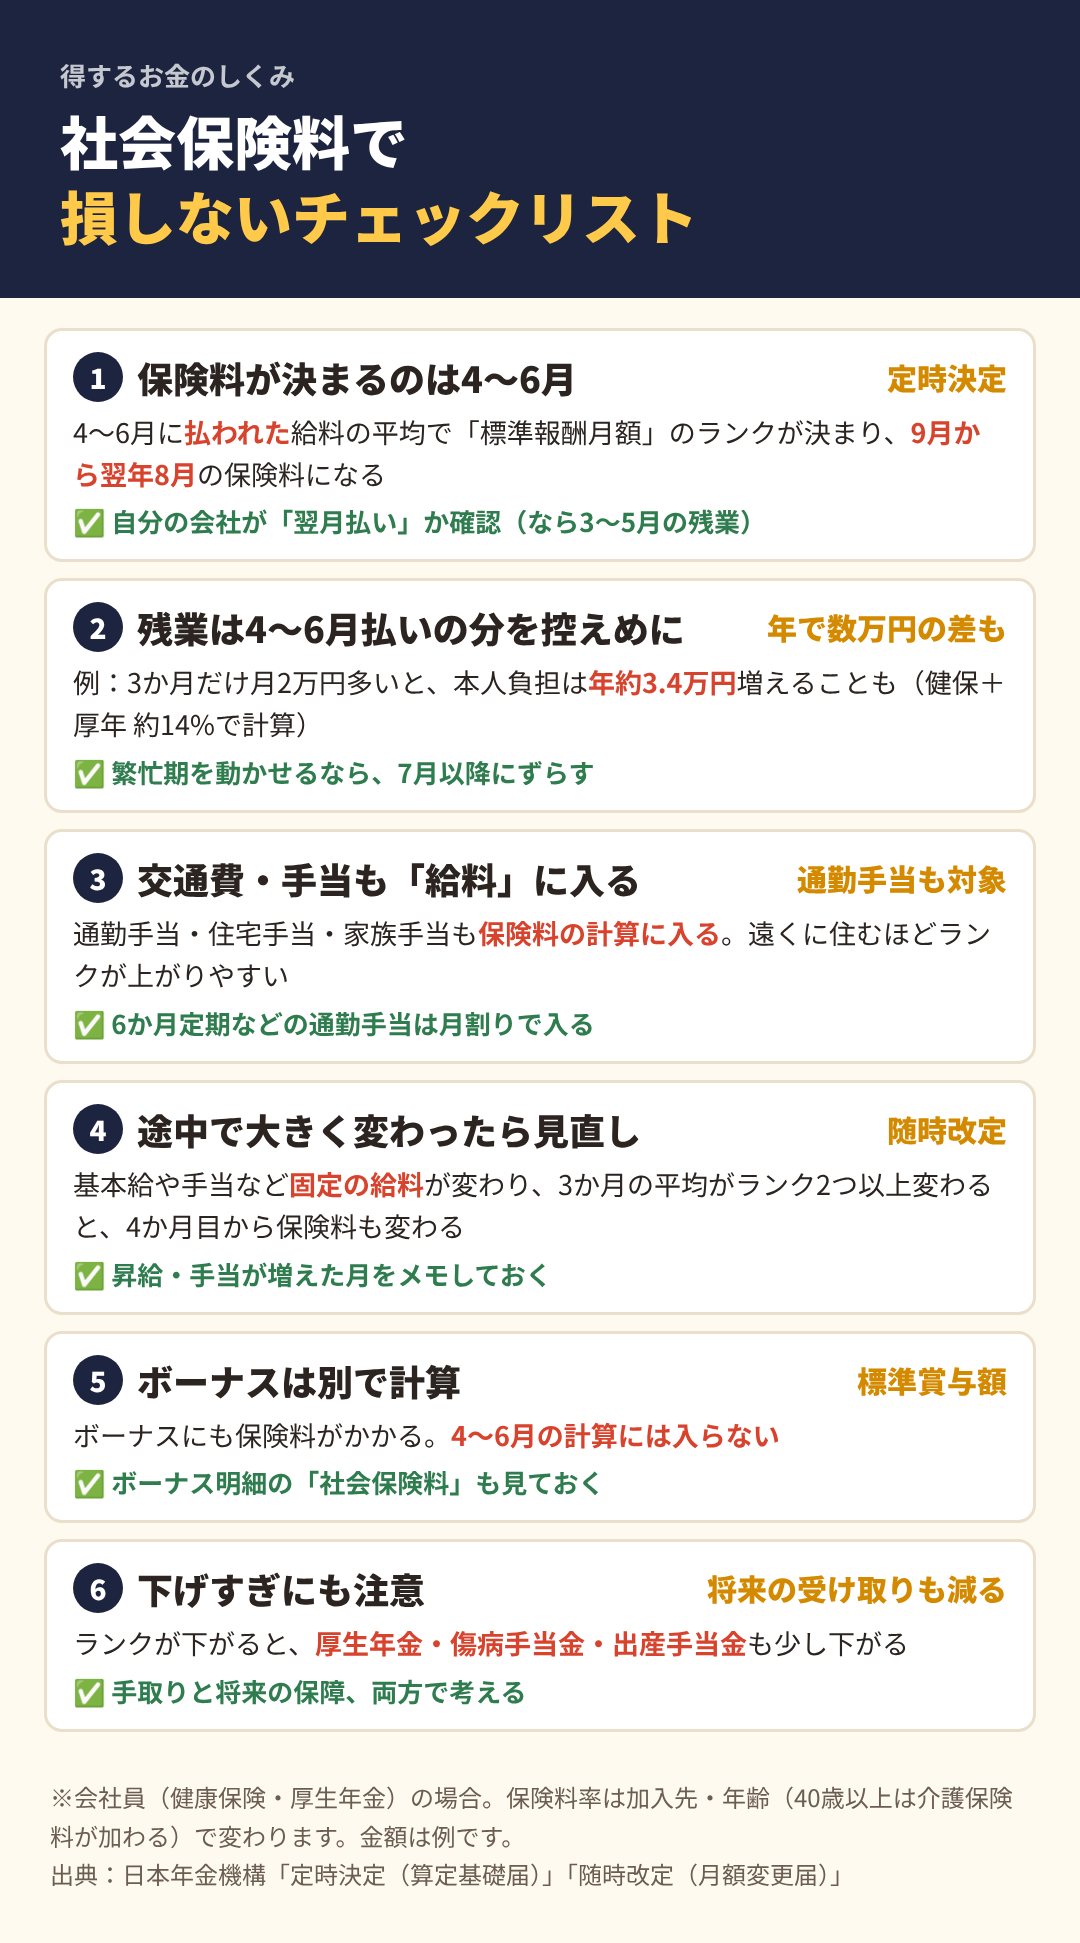 得するお金のしくみ
社会保険料で
損しないチェックリスト
1 保険料が決まるのは4〜6月 定時決定
4〜6月に払われた給料の平均で「標準報酬月額」のランクが決まり、9月か
ら翌年8月の保険料になる
✅ 自分の会社が「翌月払い」か確認（なら3〜5月の残業）
2 残業は4〜6月払いの分を控えめに 年で数万円の差も
例：3か月だけ月2万円多いと、本人負担は年約3.4万円増えることも（健保＋
厚年 約14%で計算）
✅ 繁忙期を動かせるなら、7月以降にずらす
3 交通費・手当も「給料」に入る 通勤手当も対象
通勤手当・住宅手当・家族手当も保険料の計算に入る。遠くに住むほどラン
クが上がりやすい
✅ 6か月定期などの通勤手当は月割りで入る
4 途中で大きく変わったら見直し 随時改定
基本給や手当など固定の給料が変わり、3か月の平均がランク2つ以上変わる
と、4か月目から保険料も変わる
✅ 昇給・手当が増えた月をメモしておく
5 ボーナスは別で計算 標準賞与額
ボーナスにも保険料がかかる。4〜6月の計算には入らない
✅ ボーナス明細の「社会保険料」も見ておく
6 下げすぎにも注意 将来の受け取りも減る
ランクが下がると、厚生年金・傷病手当金・出産手当金も少し下がる
✅ 手取りと将来の保障、両方で考える
※会社員（健康保険・厚生年金）の場合。保険料率は加入先・年齢（40歳以上は介護保険
料が加わる）で変わります。金額は例です。
出典：日本年金機構「定時決定（算定基礎届）」「随時改定（月額変更届）」